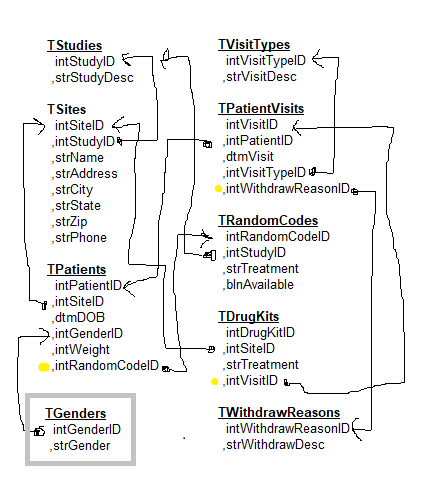 TStudies
intStudyID
,strStudyDesc
TSites
intSiteID
,intStudyID
,strName
,strAddress
,strCity
,strState
,strZip
,strPhone
TPatients
intPatientID
,intSiteID
,dtmDOB
,intGenderID
,intWeight
,intRandomCodeID
TGenders
intGenderID
,strGender
TVisitTypes
intVisitTypeID
,strVisitDesc
TPatientVisits
intVisitID
,intPatientID
,dtmVisit
,intVisitTypeID
,intWithdrawReasonID
TRandomCodes
intRandomCodeID
,intStudyID
,strTreatment
,blnAvailable
TDrugKits
intDrugKitID
,intSiteID
,strTreatment
,intVisitID
TWithdrawReasons
intWithdrawReasonID
,strWithdrawDesc